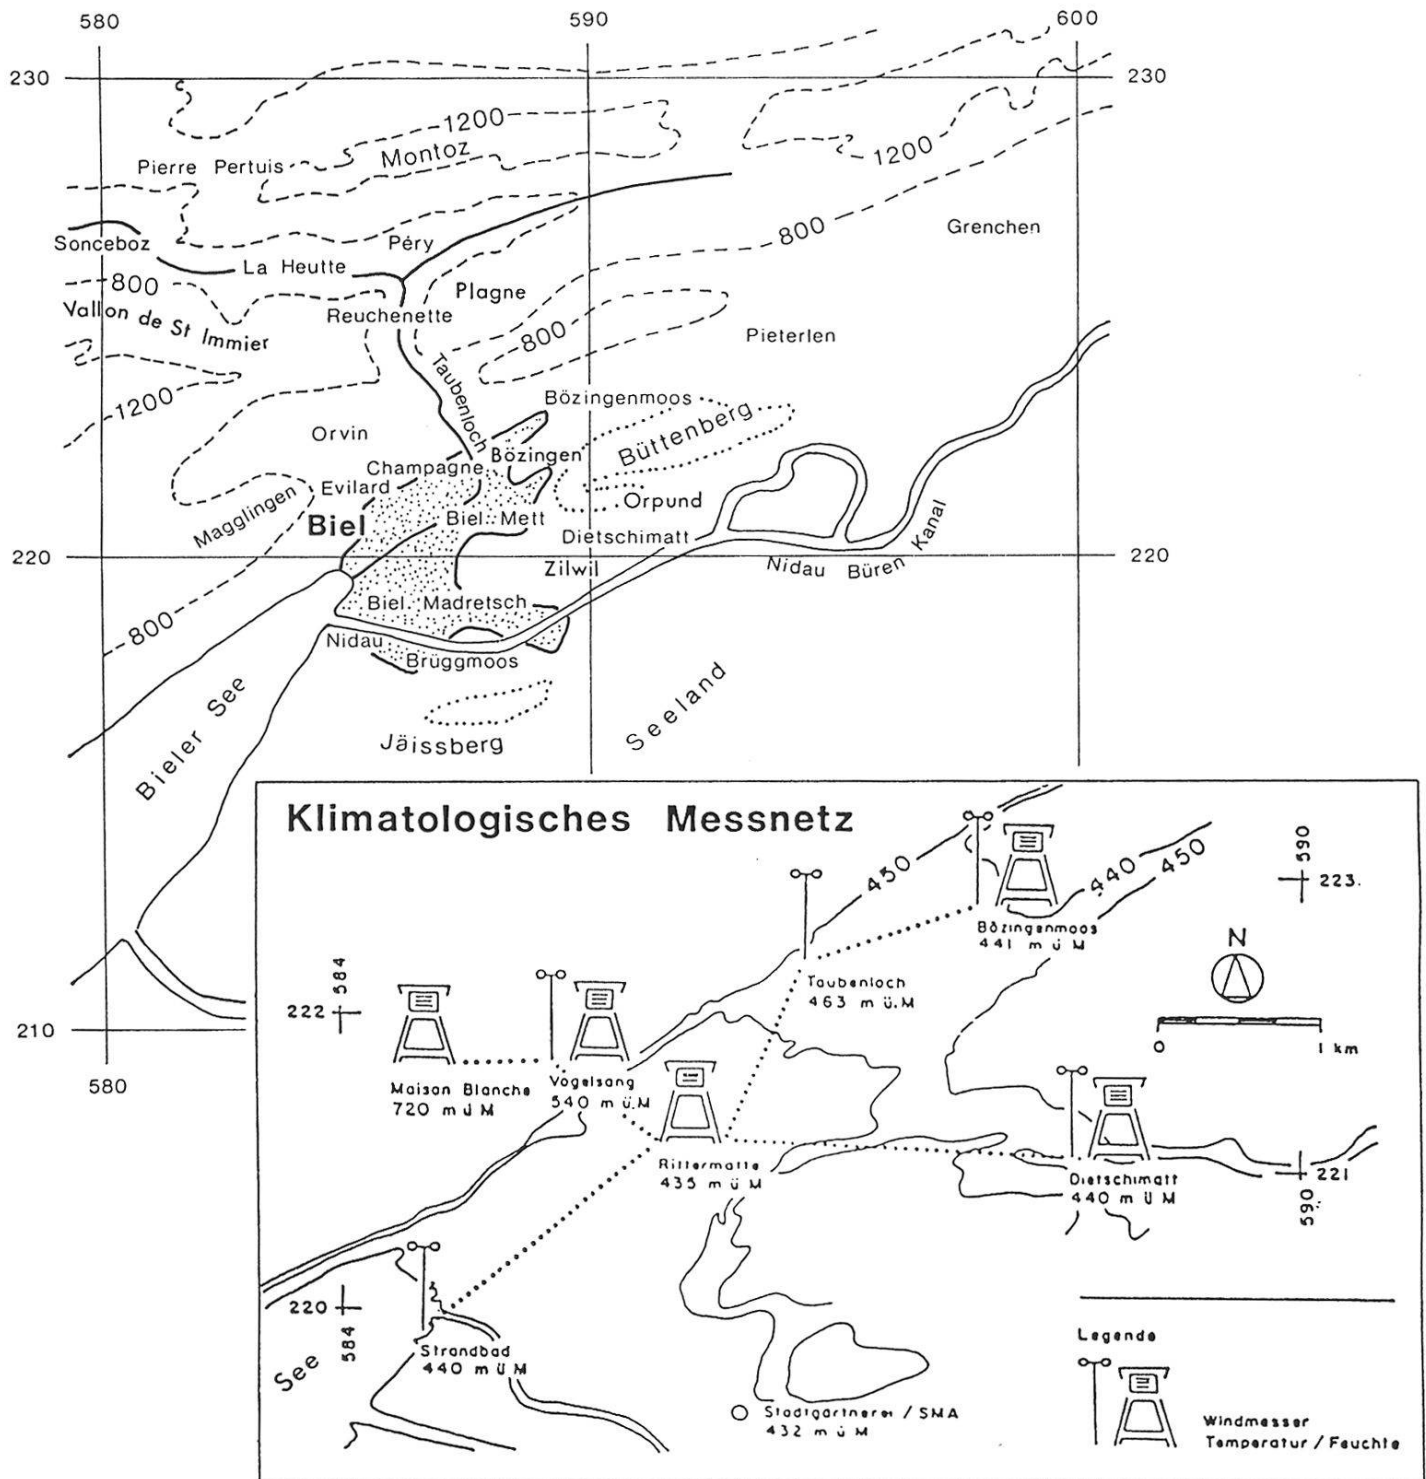 580
590
600
230
230
1200
Montoz
1200
Pierre Pertuis
800
Grenchen
Sonceboz
Péry
La Heutte
800
Plagne
Vallon de St Immier
Reuchenette
800
Pieterlen
Taubenloch
1200
Bözingenmoos
Büttenberg
Orvin
Bözingen
Champagne
Evilard
Magglingen
Orpund
Biel
Biel. Mett
Dietschimatt
Kanal
220
220
Zilwil
Nidau Büren
800
Biel. Madretsch
Nidau
Brüggmoos
Seeland
Bieler See
Jäissberg
210
580
Klimatologisches Messnetz
450
440
450
590
223.
Bözingenmoos
441 m ü M
N
584
222
Taubenloch
463 m ü.M
0
1 km
Maison Blanche
720 m ü M
Vogelsang
540 m ü.M
Rittermatte
435 m ü M
Dietschimatt
440 m ü M
221
590
220
584
See
Strandbad
440 m ü M
Stadtgärtnerei / SMA
432 m ü M
Legende
Windmesser
Temperatur / Feuchte